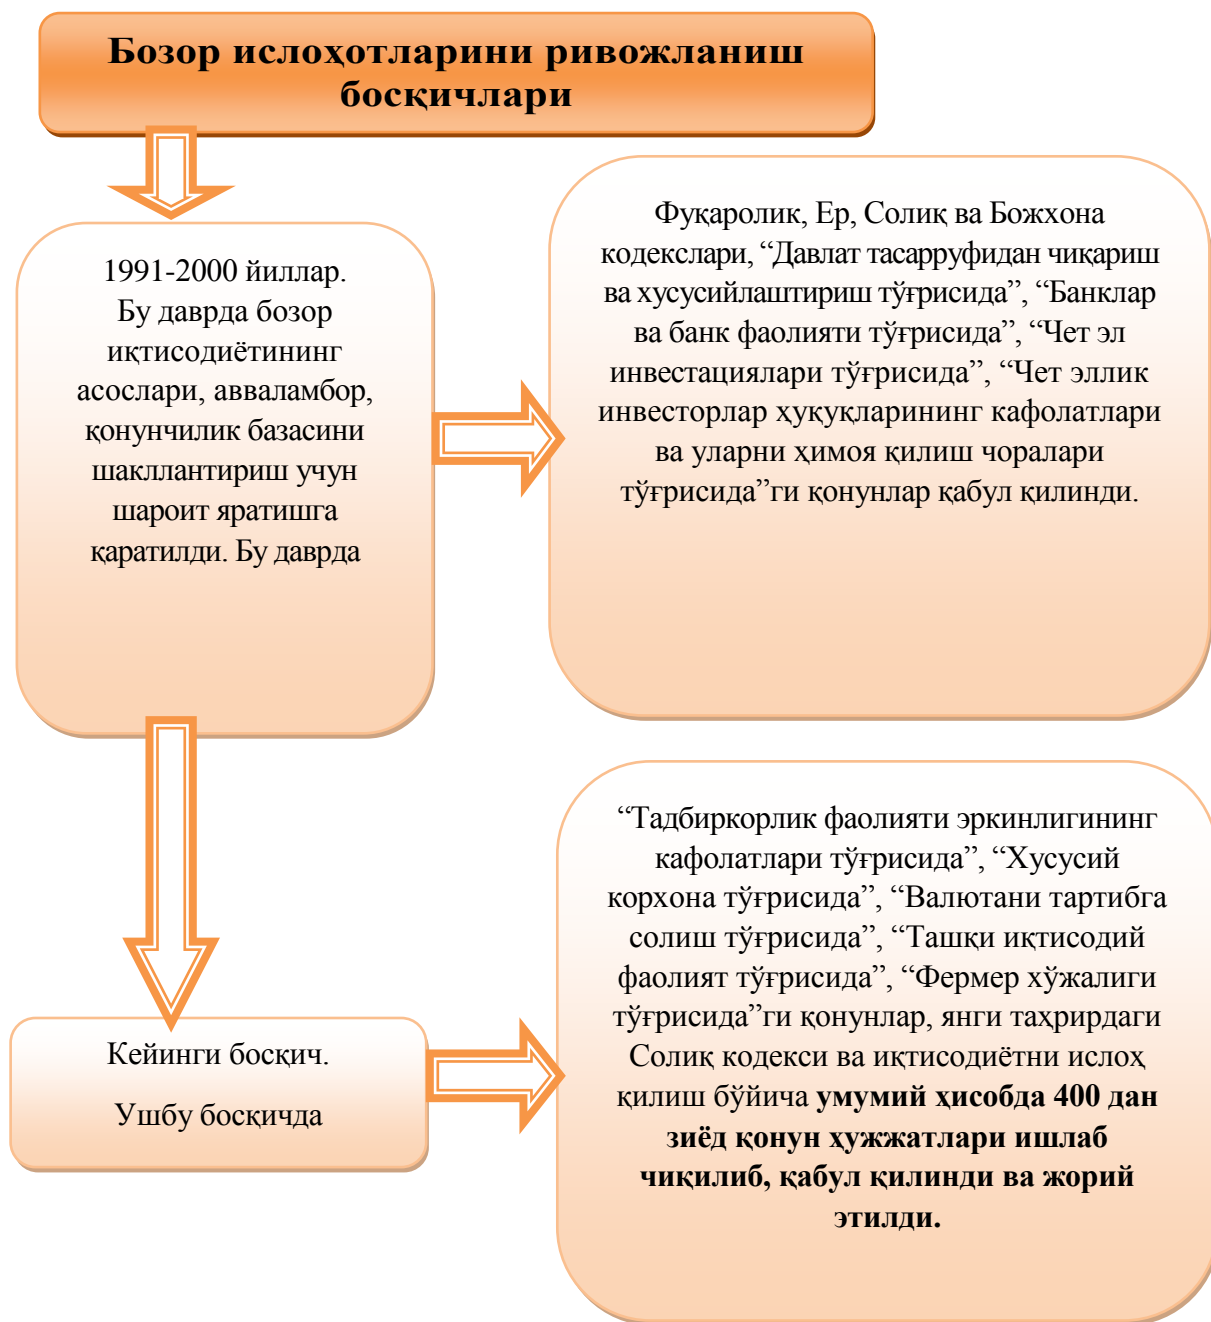 Бозор ислоҳотларини ривожланиш
босқичлари
1991-2000 йиллар.
Бу даврда бозор
иқтисодиётининг
асослари, авваламбор,
қонунчилик базасини
шакллантириш учун
шароит яратишга
қаратилди. Бу даврда
Фуқаролик, Ер, Солиқ ва Божхона
кодекслари, “Давлат тасарруфидан чиқариш
ва хусусийлаштириш тўғрисида”, “Банклар
ва банк фаолияти тўғрисида”, “Чет эл
инвестациялари тўғрисида”, “Чет эллик
инвесторлар ҳуқуқларининг кафолатлари
ва уларни ҳимоя қилиш чоралари
тўғрисида”ги қонунлар қабул қилинди.
Кейинги босқич.
Ушбу босқичда
“Тадбиркорлик фаолияти эркинлигининг
кафолатлари тўғрисида”, “Хусусий
корхона тўғрисида”, “Валютани тартибга
солиш тўғрисида”, “Ташқи иқтисодий
фаолият тўғрисида”, “Фермер хўжалиги
тўғрисида”ги қонунлар, янги таҳрирдаги
Солиқ кодекси ва иқтисодиётни ислоҳ
қилиш бўйича умумий ҳисобда 400 дан
зиёд қонун ҳужжатлари ишлаб
чиқилиб, қабул қилинди ва жорий
этилди.